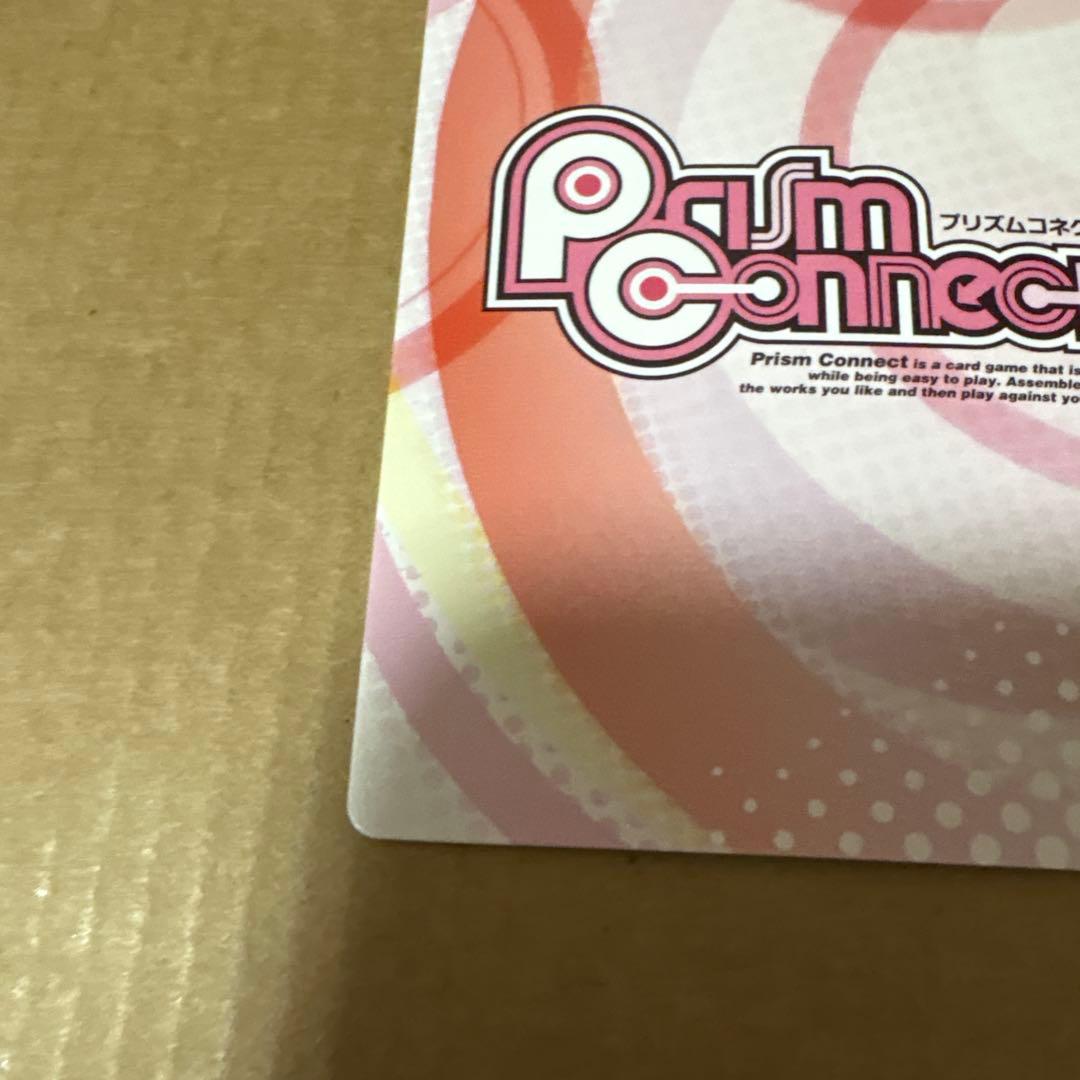 Prism
プリズムコネク
Connect
Prism Connect is a card game that is
while being easy to play. Assemble
the works you like and then play against yo